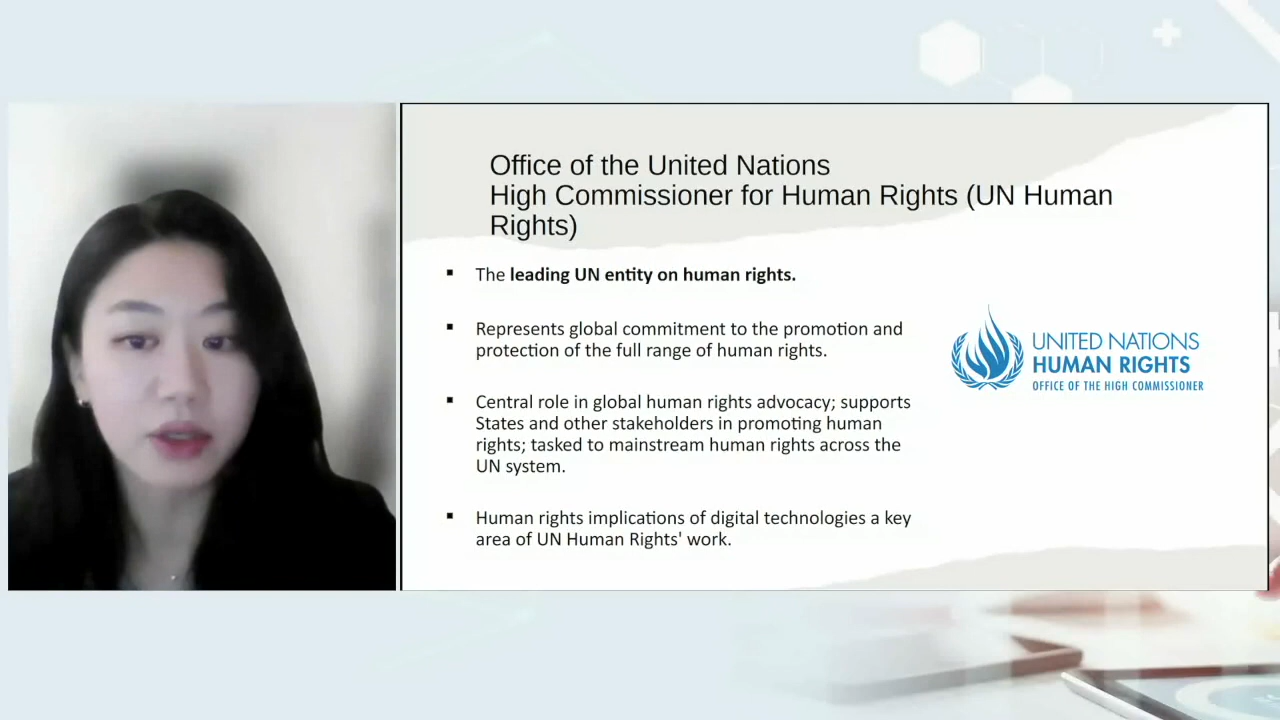 Office of the United Nations
High Commissioner for Human Rights (UN Human
Rights)
▪ The leading UN entity on human rights.
▪ Represents global commitment to the promotion and
protection of the full range of human rights.
▪ Central role in global human rights advocacy; supports
States and other stakeholders in promoting human
rights; tasked to mainstream human rights across the
UN system.
▪ Human rights implications of digital technologies a key
area of UN Human Rights' work.
UNITED NATIONS
HUMAN RIGHTS
OFFICE OF THE HIGH COMMISSIONER